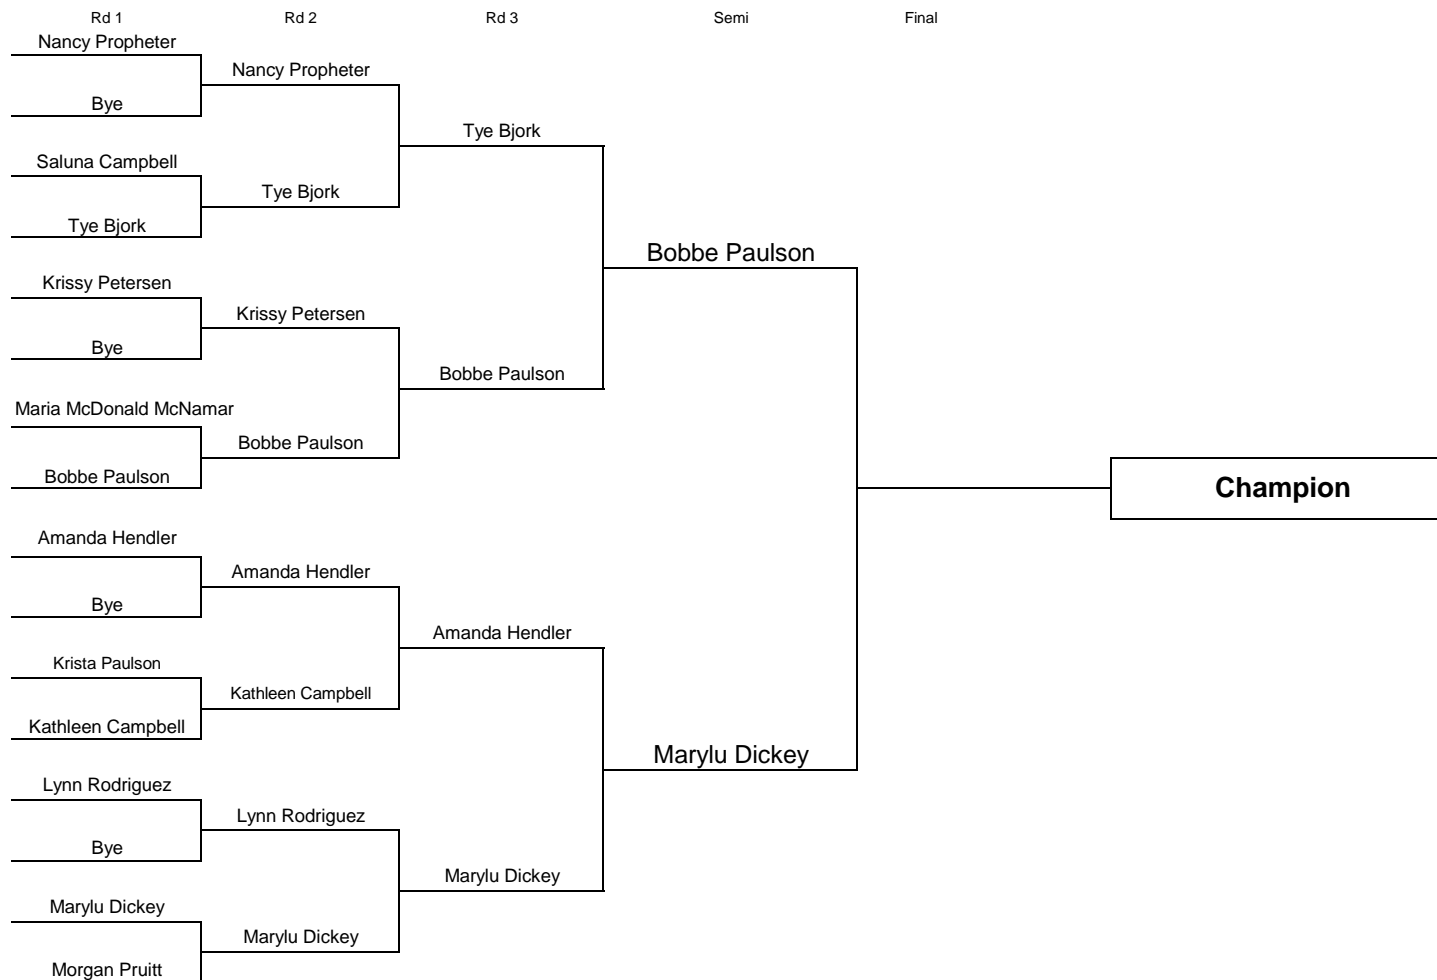 Rd 1 Rd 2 Rd 3 Semi Final
Nancy Propheter
Nancy Propheter
Bye
Tye Bjork
Saluna Campbell
Tye Bjork
Tye Bjork
Bobbe Paulson
Krissy Petersen
Krissy Petersen
Bye
Bobbe Paulson
Maria McDonald McNamar
Bobbe Paulson
Bobbe Paulson
Champion
Amanda Hendler
Amanda Hendler
Bye
Amanda Hendler
Krista Paulson
Kathleen Campbell
Kathleen Campbell
Marylu Dickey
Lynn Rodriguez
Lynn Rodriguez
Bye
Marylu Dickey
Marylu Dickey
Marylu Dickey
Morgan Pruitt